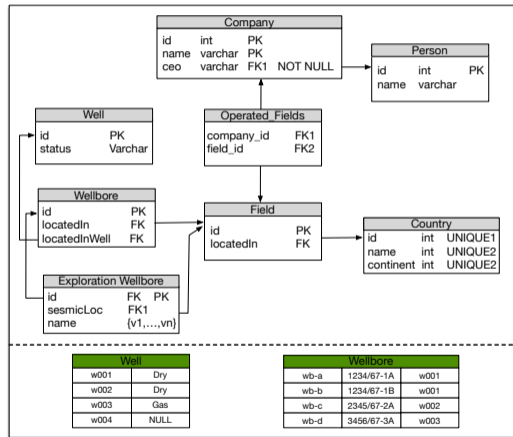 Company
id int PK
name varchar PK
ceo varchar FK1 NOT NULL
Person
id int PK
name varchar
Well
id PK
status Varchar
Operated_Fields
company_id FK1
field_id FK2
Wellbore
id PK
locatedIn FK
locatedInWell FK
Field
id PK
locatedIn FK
Country
id int UNIQUE1
name int UNIQUE2
continent int UNIQUE2
Exploration Wellbore
id FK PK
sesmicLoc FK1
name {v1,...,vn}
Well
w001 Dry
w002 Dry
w003 Gas
w004 NULL
Wellbore
wb-a 1234/67-1A w001
wb-b 1234/67-1B w001
wb-c 2345/67-2A w002
wb-d 3456/67-3A w003